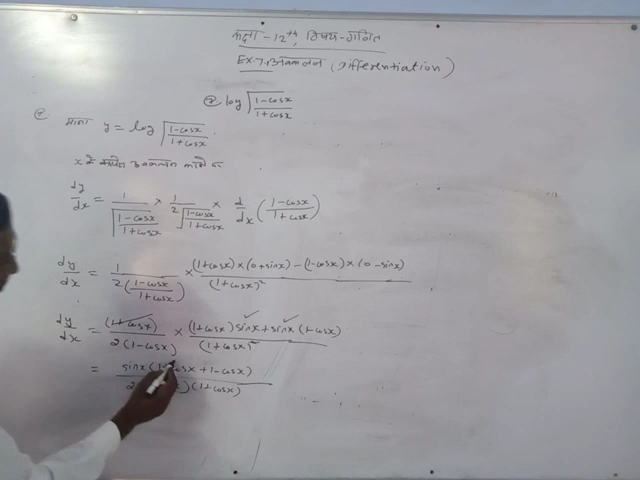 कक्षा - 12th, विषय - गणित
EX. 7.1 अवकलन (Differentiation)
② log √(1-cosx / 1+cosx)
माना y = log √(1-cosx / 1+cosx)
x के सापेक्ष अवकलन करने पर
dy/dx = 1 / √(1-cosx / 1+cosx) × 1 / 2√(1-cosx / 1+cosx) × d/dx (1-cosx / 1+cosx)
dy/dx = 1 / 2(1-cosx / 1+cosx) × (1+cosx)×(0+sinx) - (1-cosx)×(0-sinx) / (1+cosx)²
dy/dx = (1+cosx) / 2(1-cosx) × (1+cosx) sinx + sinx (1-cosx) / (1+cosx)²
= sinx (1+cosx + 1-cosx) / 2 x) (1+cosx)